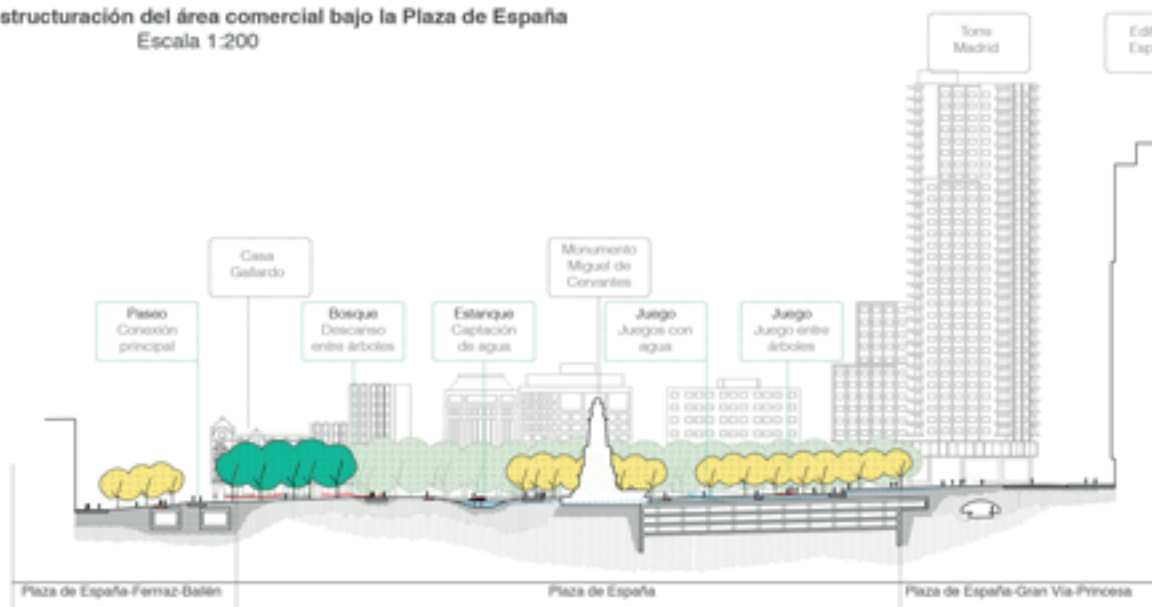 structuración del área comercial bajo la Plaza de España
Escala 1:200
Torre
Madrid
Casa
Gallardo
Monumento
Miguel de
Cervantes
Paseo
Conexión
principal
Bosque
Descanso
entre árboles
Estanque
Captación
de agua
Juego
Juegos con
agua
Juego
Juego entre
árboles
Plaza de España-Ferrraz-Bailén
Plaza de España
Plaza de España-Gran Vía-Princesa